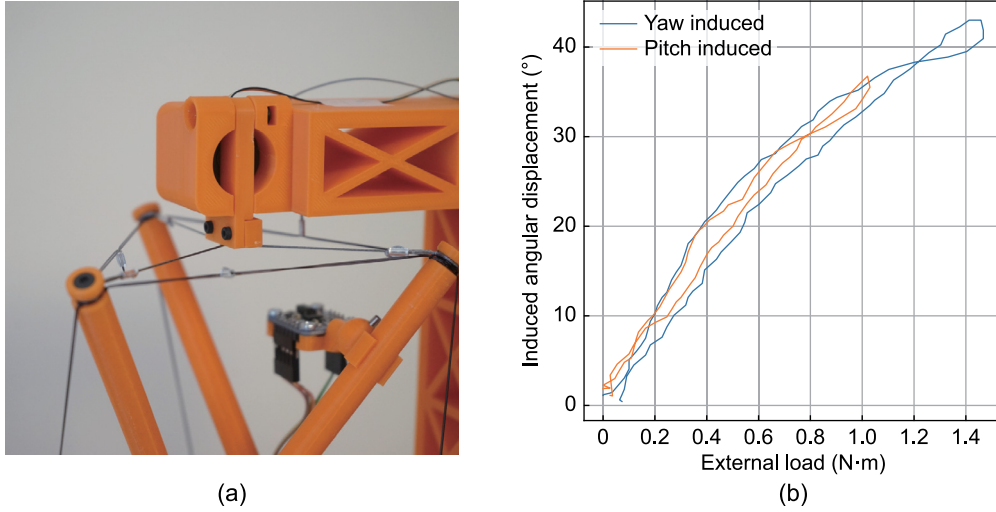 Yaw induced
Pitch induced
Induced angular displacement (°)
40
30
20
10
0
0 0.2 0.4 0.6 0.8 1.0 1.2 1.4
External load (N·m)
(a)
(b)